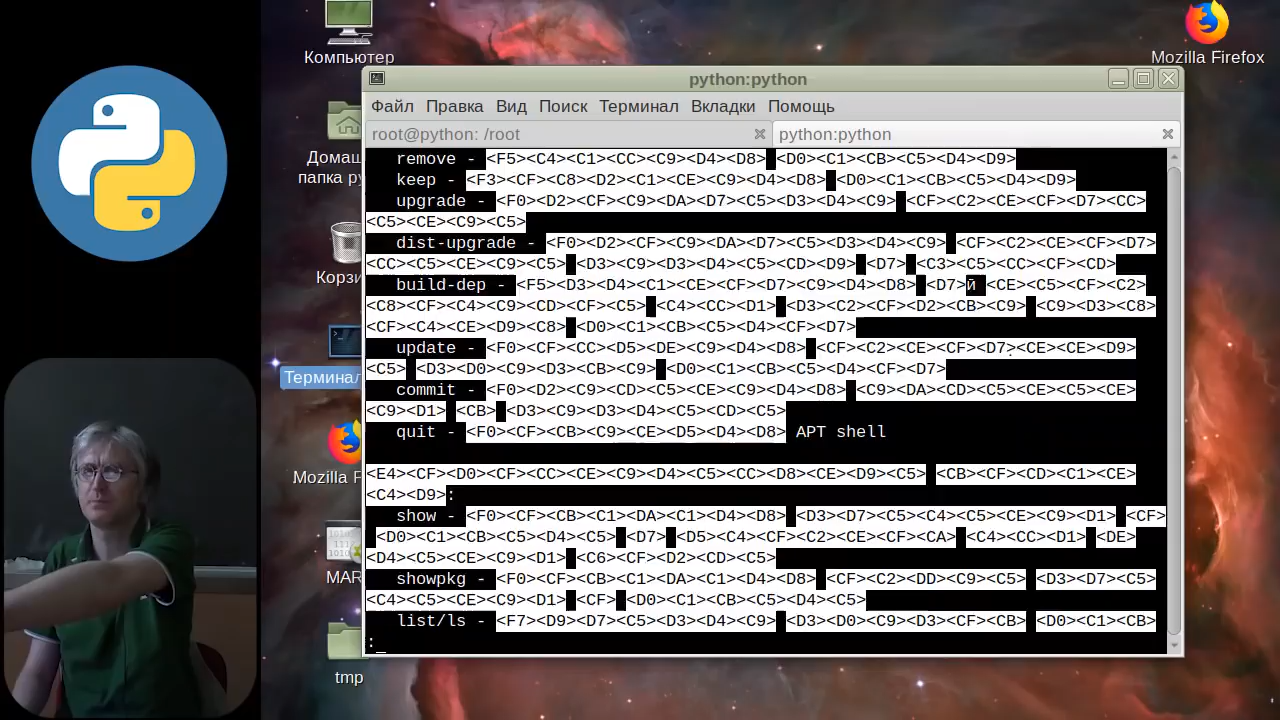 Компьютер
Mozilla Firefox
python:python
Файл Правка Вид Поиск Терминал Вкладки Помощь
root@python: /root
python:python
remove - <F5><C4><C1><CC><C9><D4><D8> <D0><C1><CB><C5><D4><D9>
keep - <F3><CF><C8><D2><C1><CE><C9><D4><D8> <D0><C1><CB><C5><D4><D9>
upgrade - <F0><D2><CF><C9><DA><D7><C5><D3><D4><C9> <CF><C2><CE><CF><D7><CC>
<C5><CE><C9><C5>
dist-upgrade - <F0><D2><CF><C9><DA><D7><C5><D3><D4><C9> <CF><C2><CE><CF><D7>
<CC><C5><CE><C9><C5> <D3><C9><D3><D4><C5><CD><D9> <D7> <C3><C5><CC><CF><CD>
build-dep - <F5><D3><D4><C1><CE><CF><D7><C9><D4><D8> <D7>й <CE><C5><CF><C2>
<C8><CF><C4><C9><CD><CF><C5> <C4><CC><D1> <D3><C2><CF><D2><CB><C9> <C9><D3><C8>
<CF><C4><CE><D9><C8> <D0><C1><CB><C5><D4><CF><D7>
update - <F0><CF><CC><D5><DE><C9><D4><D8> <CF><C2><CE><CF><D7><CE><CE><D9>
<C5> <D3><D0><C9><D3><CB><C9> <D0><C1><CB><C5><D4><CF><D7>
commit - <F0><D2><C9><CD><C5><CE><C9><D4><D8> <C9><DA><CD><C5><CE><C5><CE>
<C9><D1> <CB> <D3><C9><D3><D4><C5><CD><C5>
quit - <F0><CF><CB><C9><CE><D5><D4><D8> APT shell
<E4><CF><D0><CF><CC><CE><C9><D4><C5><CC><D8><CE><D9><C5> <CB><CF><CD><C1><CE>
<C4><D9>:
show - <F0><CF><CB><C1><DA><C1><D4><D8> <D3><D7><C5><C4><C5><CE><C9><D1> <CF>
<D0><C1><CB><C5><D4><C5> <D7> <D5><C4><CF><C2><CE><CF><CA> <C4><CC><D1> <DE>
<D4><C5><CE><C9><D1> <C6><CF><D2><CD><C5>
showpkg - <F0><CF><CB><C1><DA><C1><D4><D8> <CF><C2><DD><C9><C5> <D3><D7><C5>
<C4><C5><CE><C9><D1> <CF> <D0><C1><CB><C5><D4><C5>
list/ls - <F7><D9><D7><C5><D3><D4><C9> <D3><D0><C9><D3><CF><CB> <D0><C1><CB>
:
Домаш
папка ру
Корзи
Терминал
Mozilla F
MAR
tmp